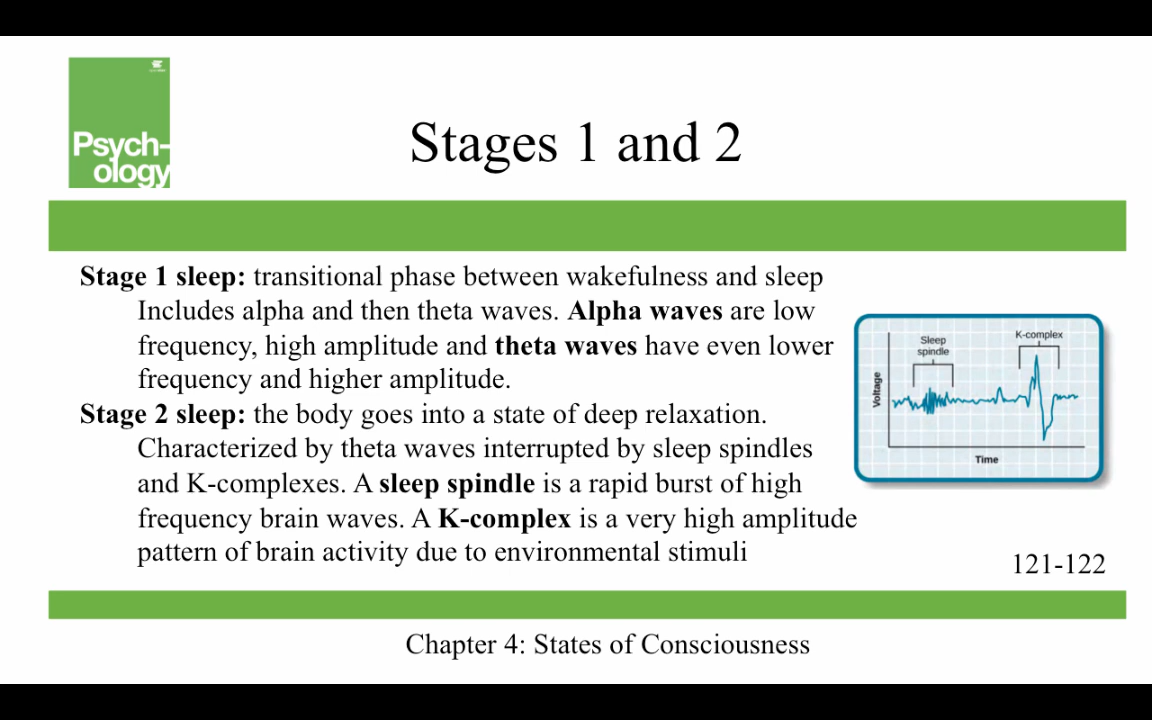 Psych-
ology
Stages 1 and 2
Stage 1 sleep: transitional phase between wakefulness and sleep
Includes alpha and then theta waves. Alpha waves are low
frequency, high amplitude and theta waves have even lower
frequency and higher amplitude.
Stage 2 sleep: the body goes into a state of deep relaxation.
Characterized by theta waves interrupted by sleep spindles
and K-complexes. A sleep spindle is a rapid burst of high
frequency brain waves. A K-complex is a very high amplitude
pattern of brain activity due to environmental stimuli
Sleep
spindle
K-complex
Voltage
Time
121-122
Chapter 4: States of Consciousness